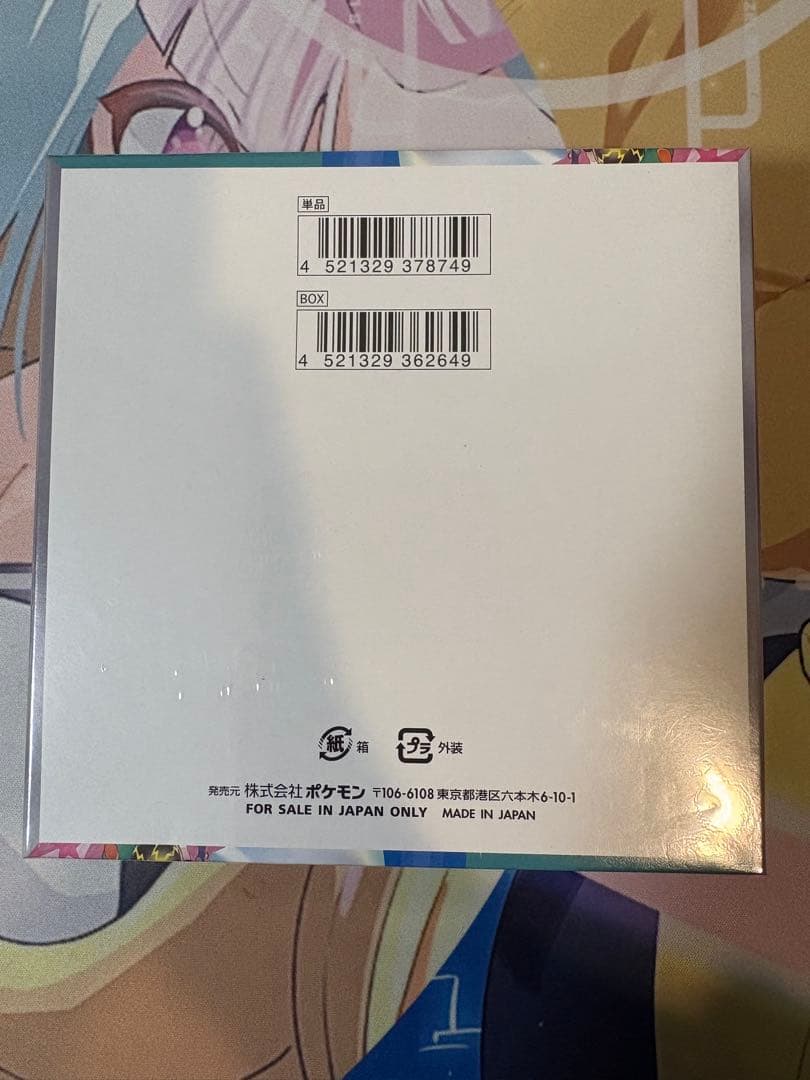 単品
4 521329 378749
BOX
4 521329 362649
紙 箱 プラ 外装
発売元 株式会社ポケモン 〒106-6108 東京都港区六本木6-10-1
FOR SALE IN JAPAN ONLY MADE IN JAPAN